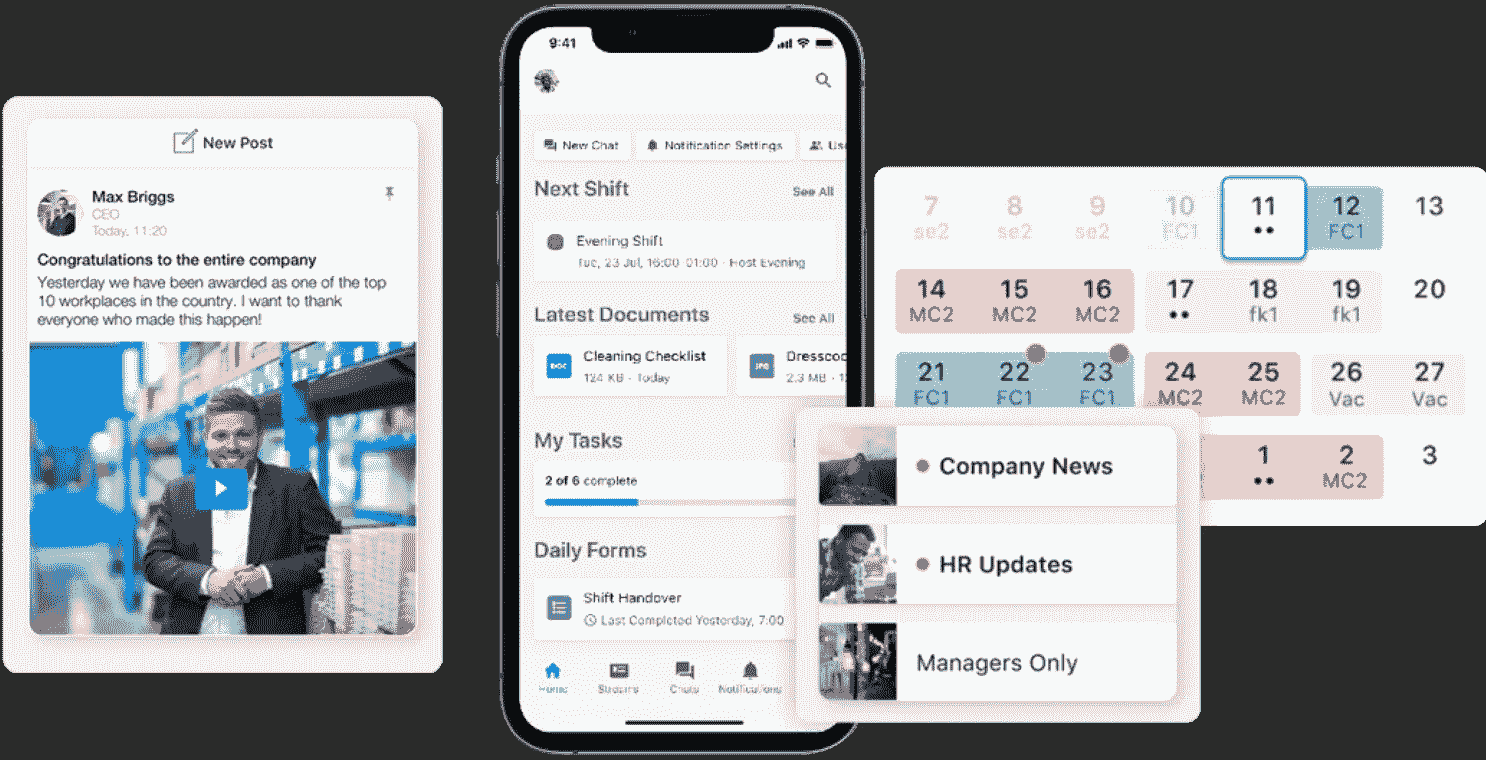 New Post
Max Briggs
CEO
Today, 11:20
Congratulations to the entire company
Yesterday we have been awarded as one of the top
10 workplaces in the country. I want to thank
everyone who made this happen!
9:41
New Chat
Notification Settings
Next Shift
See All
Evening Shift
Tue, 23 Jul, 16:00-01:00 · Host Evening
Latest Documents
See All
DOC
Cleaning Checklist
124 KB · Today
JPG
Dresscoc
2.3 MB · 1
My Tasks
2 of 6 complete
Daily Forms
Shift Handover
Last Completed Yesterday, 7:00
Home
Streams
Chats
Notifications
7 8 9 10 11 12 13
se2 se2 se2 FC1 •• FC1
14 15 16 17 18 19 20
MC2 MC2 MC2 •• fk1 fk1
21 22 23 24 25 26 27
FC1 FC1 FC1 MC2 MC2 Vac Vac
1 2 3
•• MC2
Company News
HR Updates
Managers Only